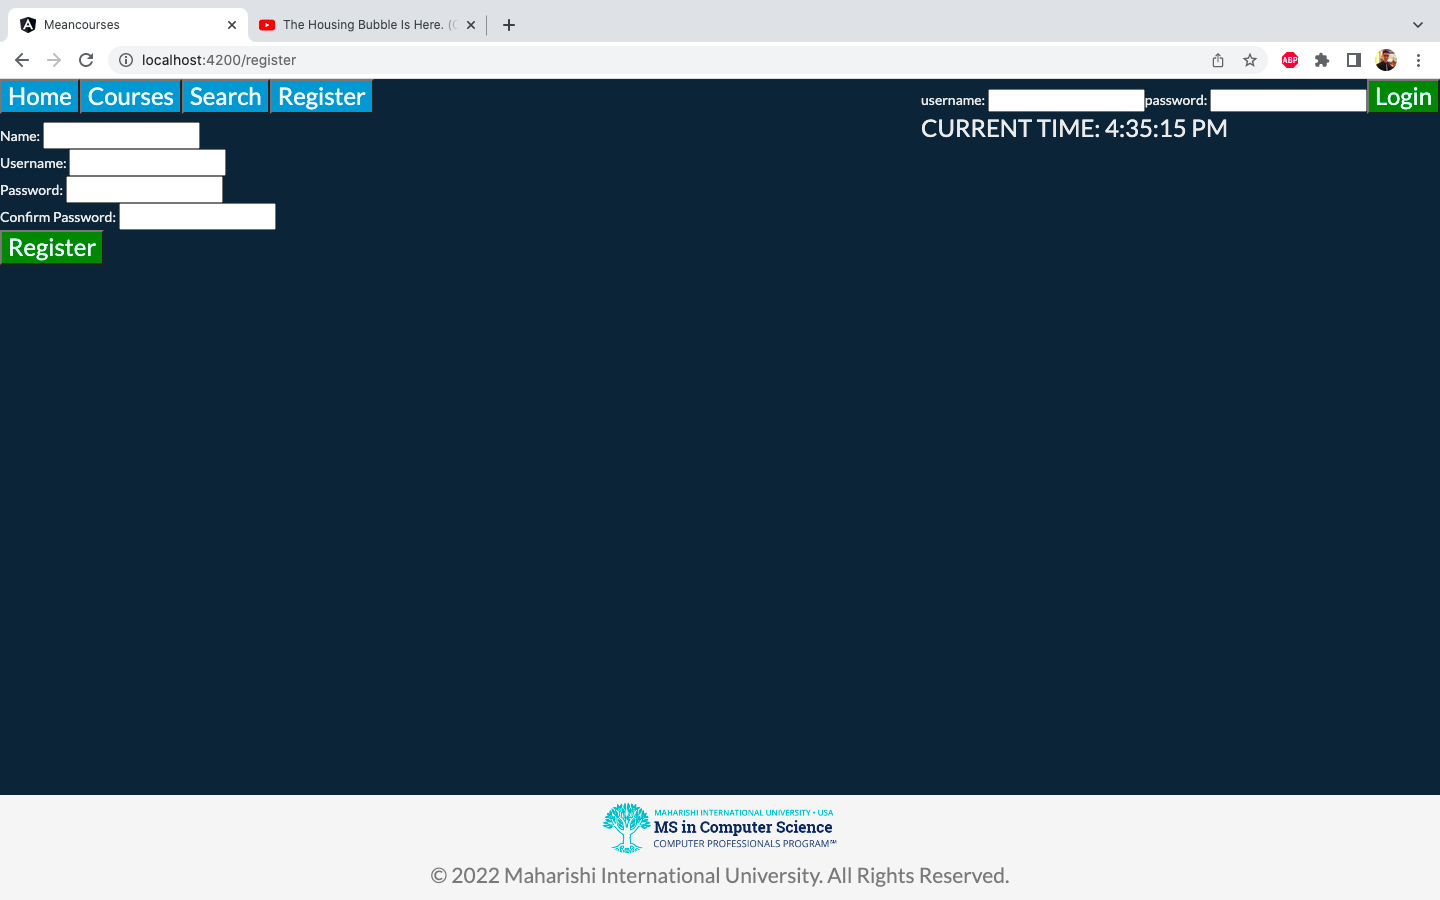 Meancourses
The Housing Bubble Is Here. (
localhost:4200/register
ABP
Home Courses Search Register
username: password: Login
CURRENT TIME: 4:35:15 PM
Name:
Username:
Password:
Confirm Password:
Register
MAHARISHI INTERNATIONAL UNIVERSITY • USA
MS in Computer Science
COMPUTER PROFESSIONALS PROGRAM℠
© 2022 Maharishi International University. All Rights Reserved.